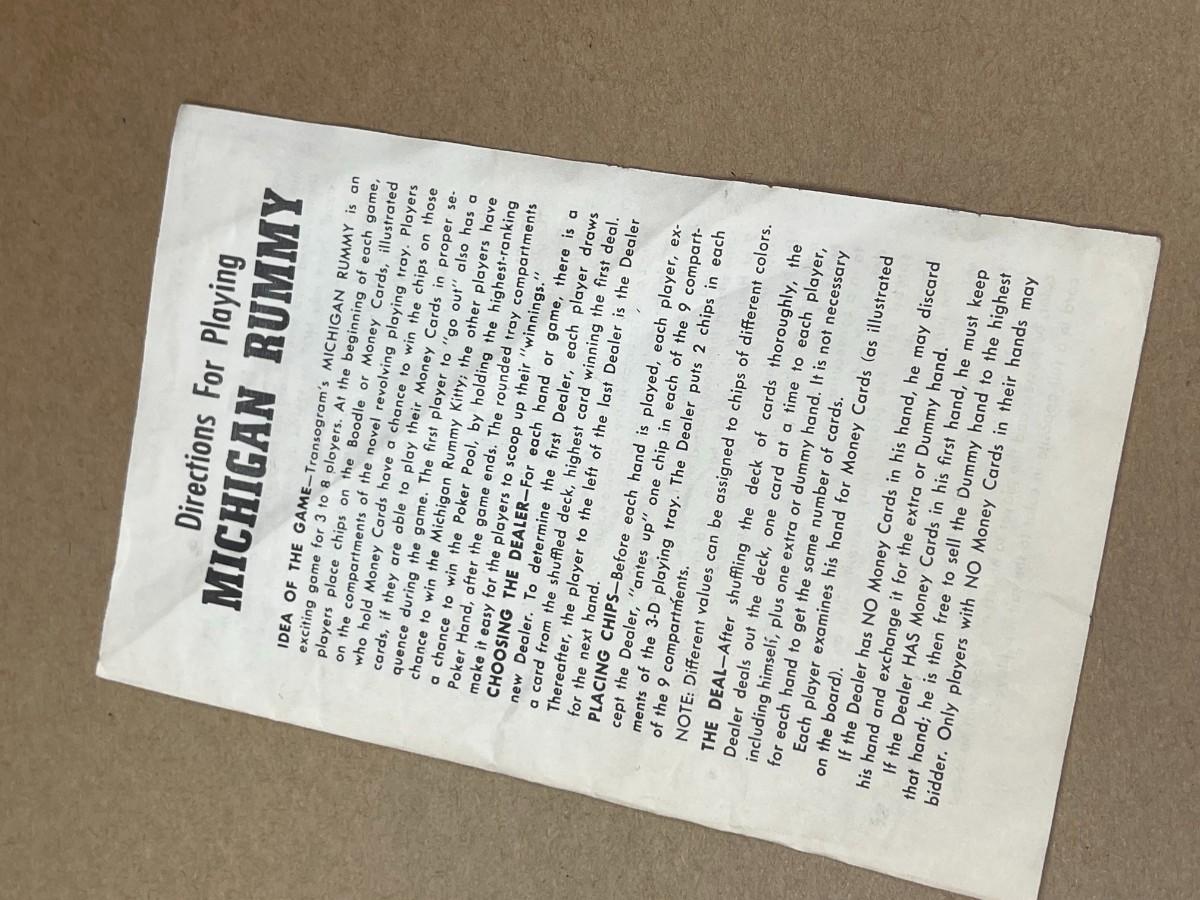 Directions For Playing
MICHIGAN RUMMY
IDEA OF THE GAME—Transogram's MICHIGAN RUMMY is an
exciting game for 3 to 8 players. At the beginning of each game,
players place chips on the Boodle or Money Cards, illustrated
on the compartments of the novel revolving playing tray. Players
who hold Money Cards have a chance to win the chips on those
cards, if they are able to play their Money Cards in proper se-
quence during the game. The first player to "go out" also has a
chance to win the Michigan Rummy Kitty; the other players have
a chance to win the Poker Pool, by holding the highest-ranking
Poker Hand, after the game ends. The rounded tray compartments
make it easy for the players to scoop up their "winnings."
CHOOSING THE DEALER—For each hand or game, there is a
new Dealer. To determine the first Dealer, each player draws
a card from the shuffled deck, highest card winning the first deal.
Thereafter, the player to the left of the last Dealer is the Dealer
for the next hand.
PLACING CHIPS—Before each hand is played, each player, ex-
cept the Dealer, "antes up" one chip in each of the 9 compart-
ments of the 3-D playing tray. The Dealer puts 2 chips in each
of the 9 compartments.
NOTE: Different values can be assigned to chips of different colors.
THE DEAL—After shuffling the deck of cards thoroughly, the
Dealer deals out the deck, one card at a time to each player,
including himself, plus one extra or dummy hand. It is not necessary
for each hand to get the same number of cards.
Each player examines his hand for Money Cards (as illustrated
on the board).
If the Dealer has NO Money Cards in his hand, he may discard
his hand and exchange it for the extra or Dummy hand.
If the Dealer HAS Money Cards in his first hand, he must keep
that hand; he is then free to sell the Dummy hand to the highest
bidder. Only players with NO Money Cards in their hands may